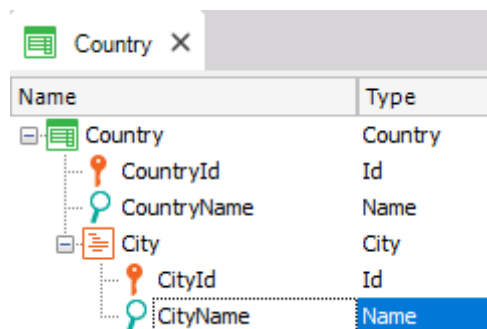 Country
Name Type
Country Country
CountryId Id
CountryName Name
City City
CityId Id
CityName Name